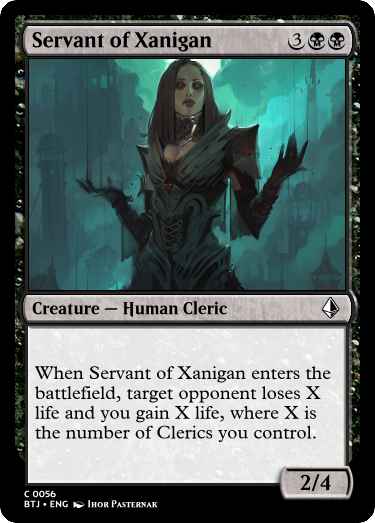 Servant of Xanigan 3
Creature — Human Cleric
When Servant of Xanigan enters the
battlefield, target opponent loses X
life and you gain X life, where X is
the number of Clerics you control.
2/4
C 0056
BTJ • ENG Ihor Pasternak